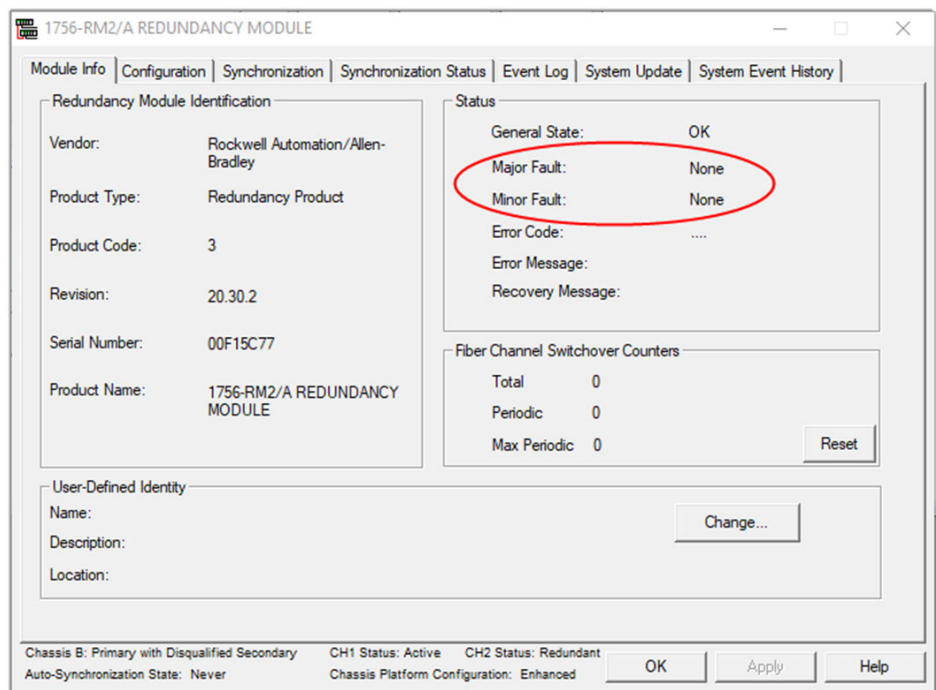 1756-RM2/A REDUNDANCY MODULE
Module Info Configuration Synchronization Synchronization Status Event Log System Update System Event History
Redundancy Module Identification
Vendor: Rockwell Automation/Allen-
Bradley
Product Type: Redundancy Product
Product Code: 3
Revision: 20.30.2
Serial Number: 00F15C77
Product Name: 1756-RM2/A REDUNDANCY
MODULE
Status
General State: OK
Major Fault: None
Minor Fault: None
Error Code: ....
Error Message:
Recovery Message:
Fiber Channel Switchover Counters
Total 0
Periodic 0
Max Periodic 0
Reset
User-Defined Identity
Name:
Description:
Location:
Change...
Chassis B: Primary with Disqualified Secondary CH1 Status: Active CH2 Status: Redundant
Auto-Synchronization State: Never Chassis Platform Configuration: Enhanced
OK Apply Help